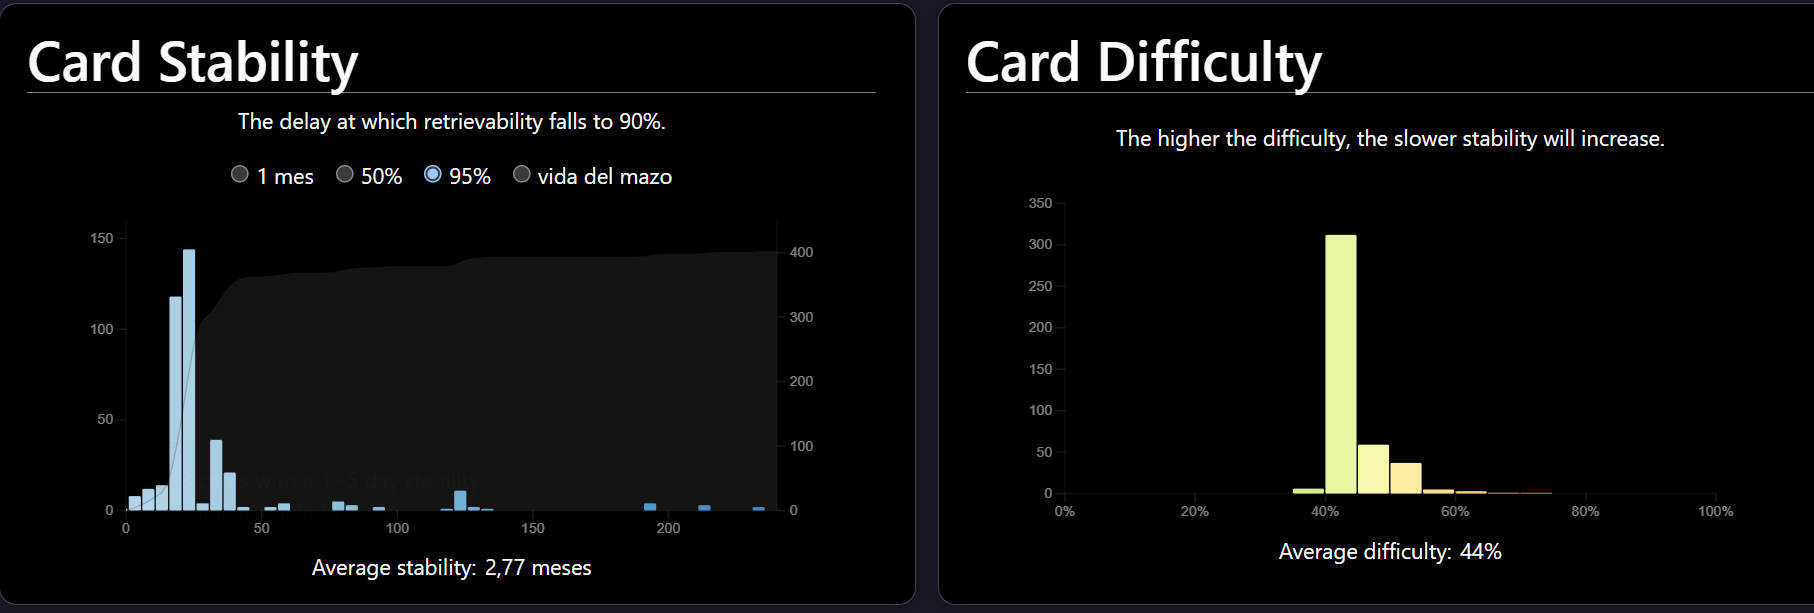 Card Stability
The delay at which retrievability falls to 90%.
1 mes 50% 95% vida del mazo
150
100
50
0
400
300
200
100
0
0 50 100 150 200
Average stability: 2,77 meses
Card Difficulty
The higher the difficulty, the slower stability will increase.
350
300
250
200
150
100
50
0
0% 20% 40% 60% 80% 100%
Average difficulty: 44%